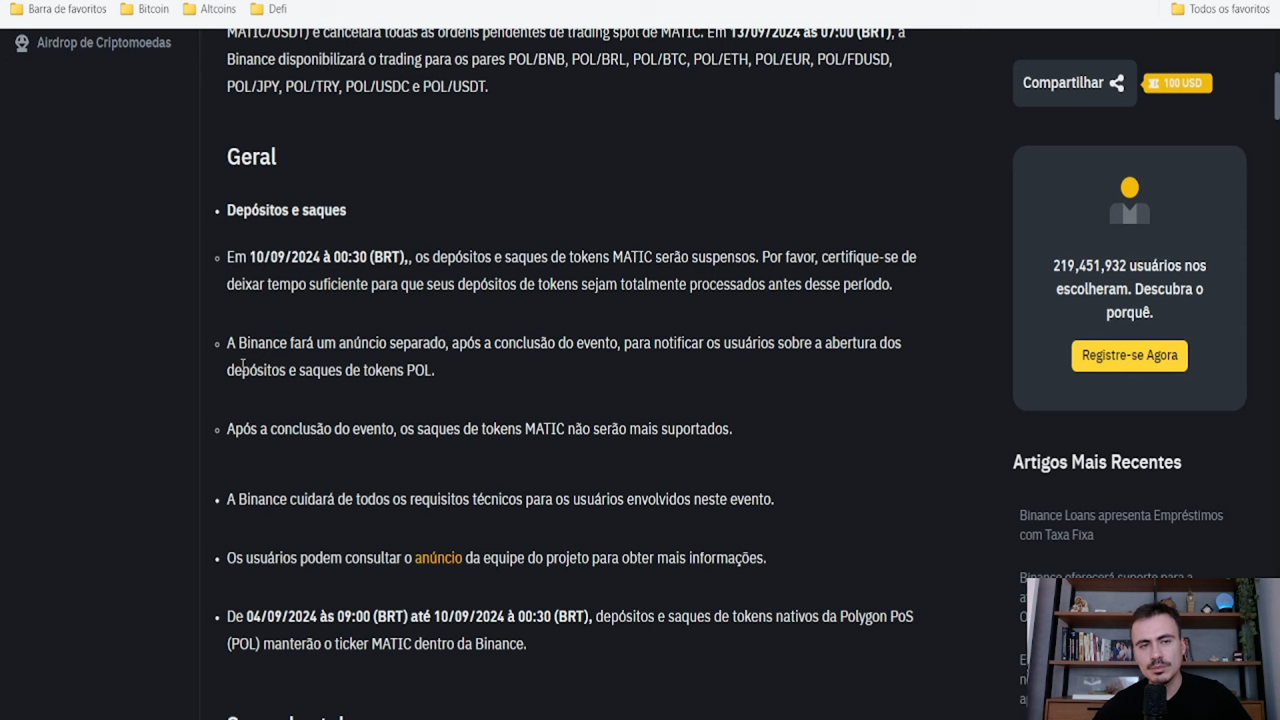 Barra de favoritos
Bitcoin
Altcoins
Defi
Todos os favoritos
Airdrop de Criptomoedas
MATIC/USDT) e cancelará todas as ordens pendentes de trading spot de MATIC. Em 13/09/2024 às 07:00 (BRT), a
Binance disponibilizará o trading para os pares POL/BNB, POL/BRL, POL/BTC, POL/ETH, POL/EUR, POL/FDUSD,
POL/JPY, POL/TRY, POL/USDC e POL/USDT.
Geral
• Depósitos e saques
Em 10/09/2024 à 00:30 (BRT),, os depósitos e saques de tokens MATIC serão suspensos. Por favor, certifique-se de
deixar tempo suficiente para que seus depósitos de tokens sejam totalmente processados antes desse período.
A Binance fará um anúncio separado, após a conclusão do evento, para notificar os usuários sobre a abertura dos
depósitos e saques de tokens POL.
Após a conclusão do evento, os saques de tokens MATIC não serão mais suportados.
• A Binance cuidará de todos os requisitos técnicos para os usuários envolvidos neste evento.
• Os usuários podem consultar o anúncio da equipe do projeto para obter mais informações.
• De 04/09/2024 às 09:00 (BRT) até 10/09/2024 à 00:30 (BRT), depósitos e saques de tokens nativos da Polygon PoS
(POL) manterão o ticker MATIC dentro da Binance.
Compartilhar
100 USD
219,451,932 usuários nos
escolheram. Descubra o
porquê.
Registre-se Agora
Artigos Mais Recentes
Binance Loans apresenta Empréstimos
com Taxa Fixa
Binance oferecerá suporte para a